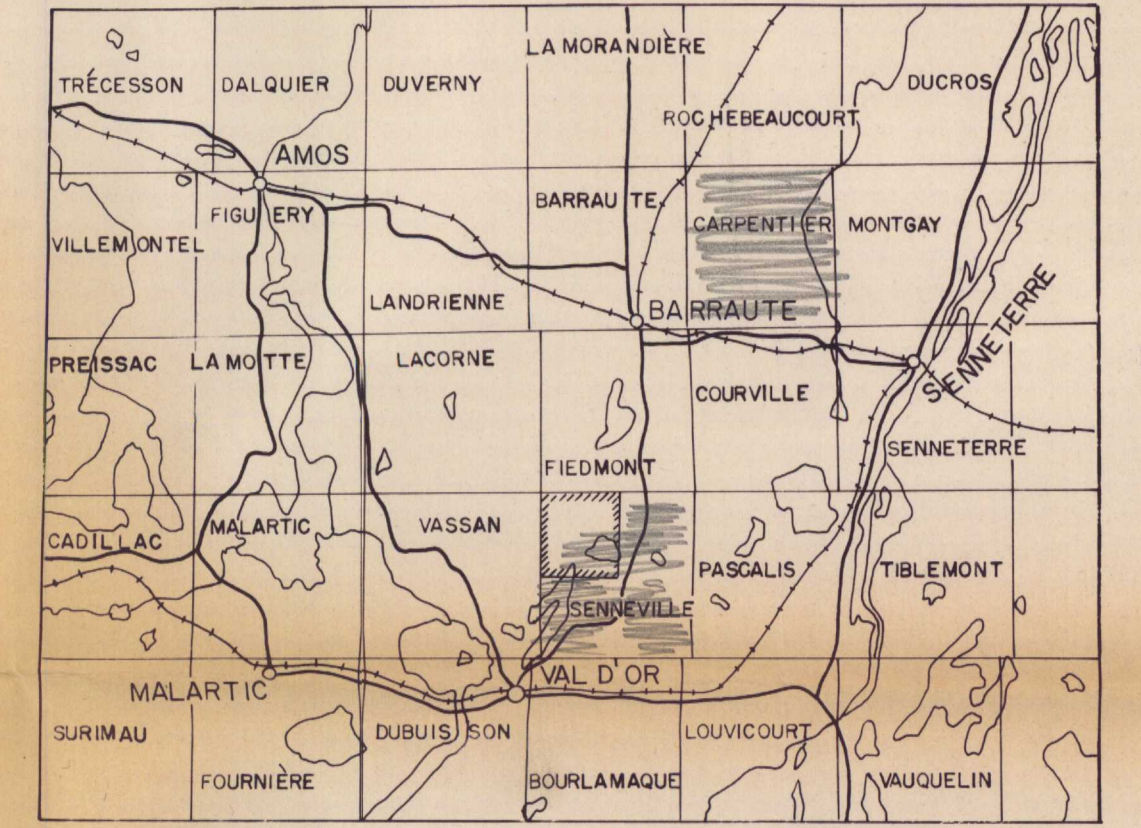 LA MORANDIÈRE
TRÉCESSON
DALQUIER
DUVERNY
DUCROS
ROCHEBEAUCOURT
AMOS
BARRAUTE
FIGUERY
CARPENTIER
MONTGAY
VILLEMONTEL
LANDRIENNE
BARRAUTE
SENNETERRE
PREISSAC
LA MOTTE
LACORNE
COURVILLE
SENNETERRE
FIEDMONT
CADILLAC
MALARTIC
VASSAN
PASCALIS
TIBLEMONT
SENNEVILLE
MALARTIC
VAL D'OR
SURIMAU
DUBUISSON
LOUVICOURT
FOURNIÈRE
BOURLAMAQUE
VAUQUELIN